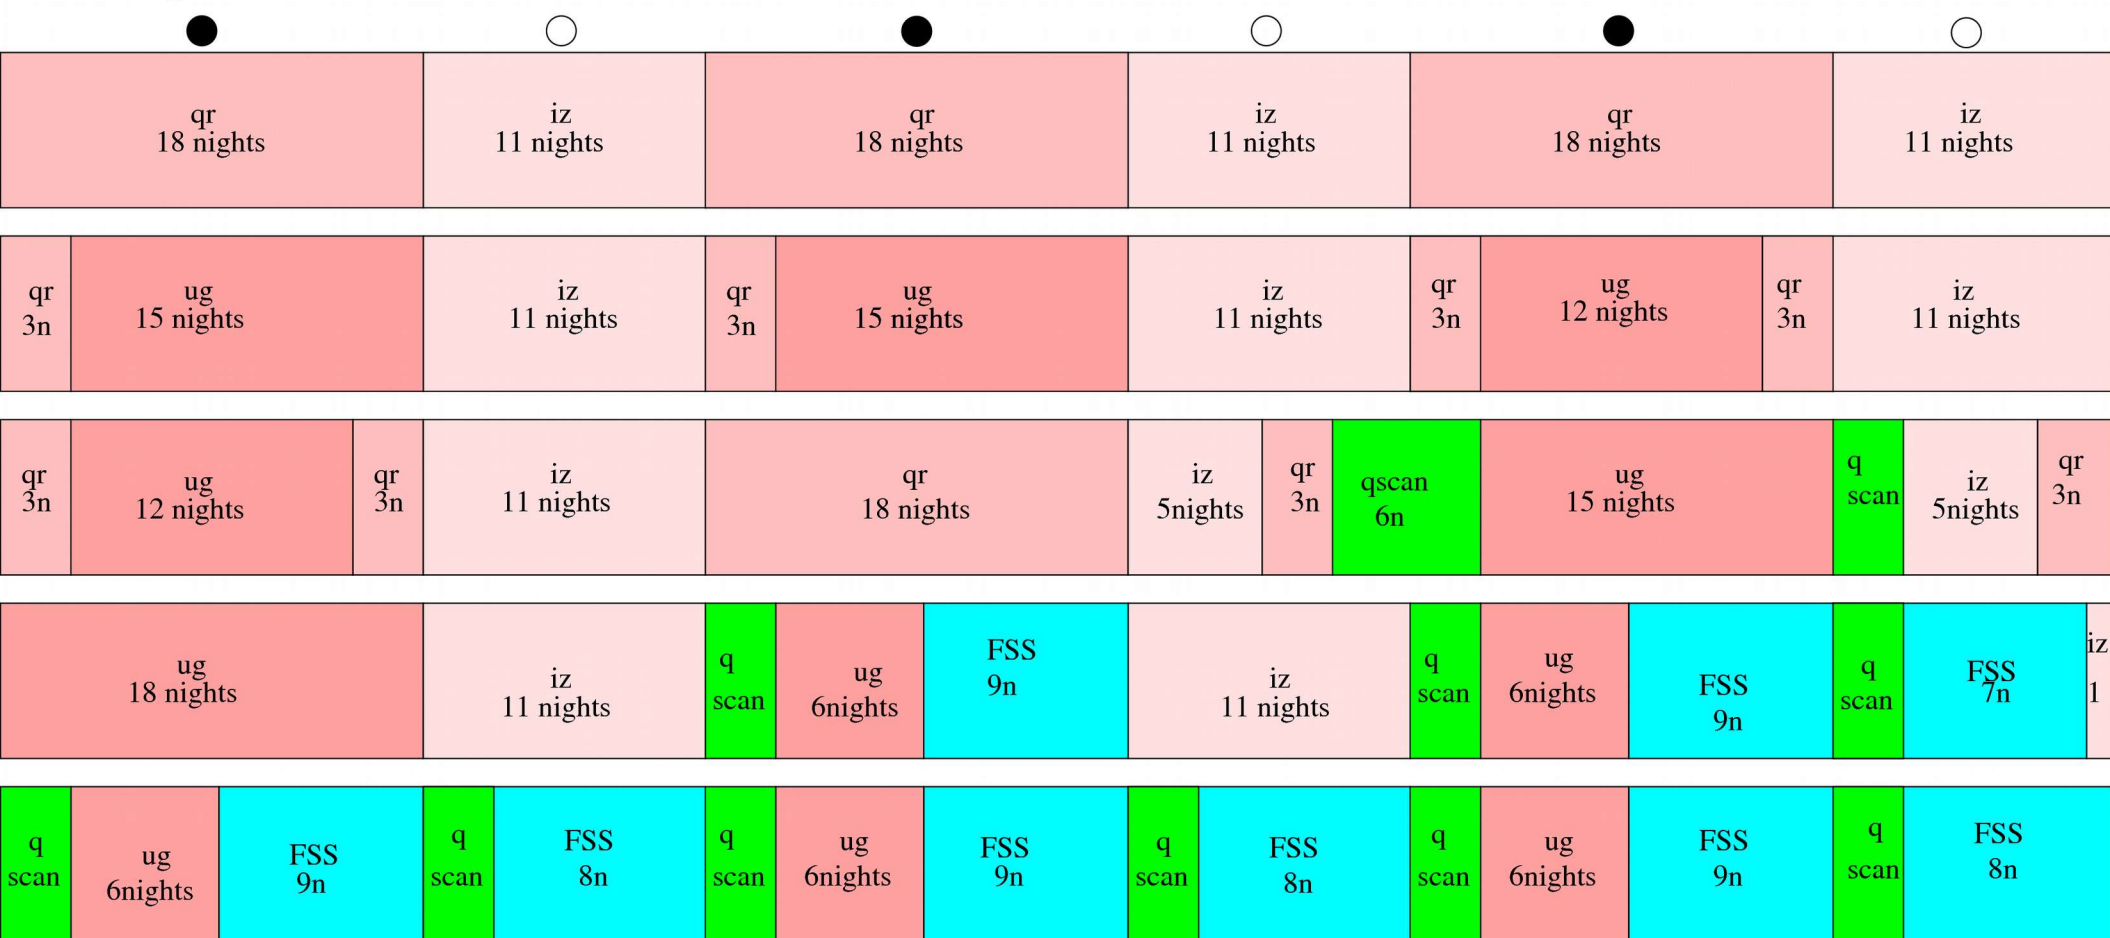 qr
18 nights
iz
11 nights
qr
18 nights
iz
11 nights
qr
18 nights
iz
11 nights
qr
3n
ug
15 nights
iz
11 nights
qr
3n
ug
15 nights
iz
11 nights
qr
3n
ug
12 nights
qr
3n
iz
11 nights
qr
3n
ug
12 nights
qr
3n
iz
11 nights
qr
18 nights
iz
5nights
qr
3n
qscan
6n
ug
15 nights
q
scan
iz
5nights
qr
3n
ug
18 nights
iz
11 nights
q
scan
ug
6nights
FSS
9n
iz
11 nights
q
scan
ug
6nights
FSS
9n
q
scan
FSS
7n
iz
1
q
scan
ug
6nights
FSS
9n
q
scan
FSS
8n
q
scan
ug
6nights
FSS
9n
q
scan
FSS
8n
q
scan
ug
6nights
FSS
9n
q
scan
FSS
8n